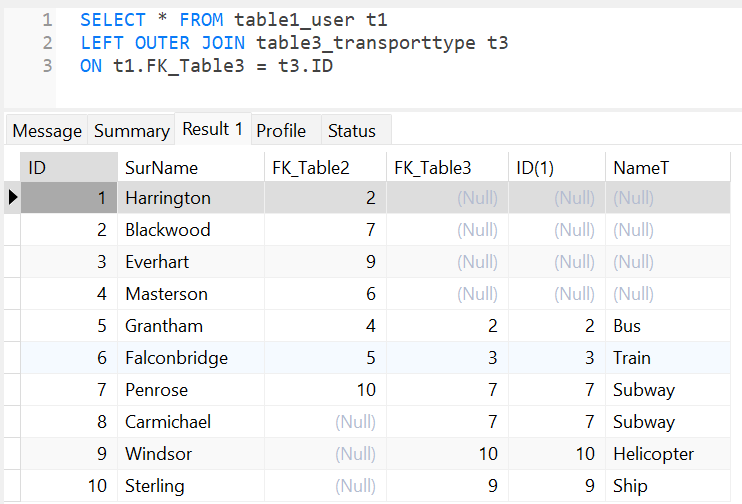 1 SELECT * FROM table1_user t1
2 LEFT OUTER JOIN table3_transporttype t3
3 ON t1.FK_Table3 = t3.ID
Message Summary Result 1 Profile Status
ID SurName FK_Table2 FK_Table3 ID(1) NameT
1 Harrington 2 (Null) (Null) (Null)
2 Blackwood 7 (Null) (Null) (Null)
3 Everhart 9 (Null) (Null) (Null)
4 Masterson 6 (Null) (Null) (Null)
5 Grantham 4 2 2 Bus
6 Falconbridge 5 3 3 Train
7 Penrose 10 7 7 Subway
8 Carmichael (Null) 7 7 Subway
9 Windsor (Null) 10 10 Helicopter
10 Sterling (Null) 9 9 Ship